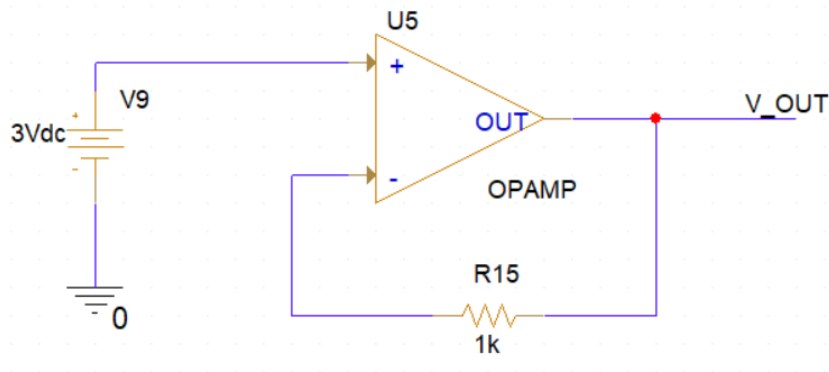 U5
+
V9
3Vdc
+
-
OUT
V_OUT
-
OPAMP
0
R15
1k